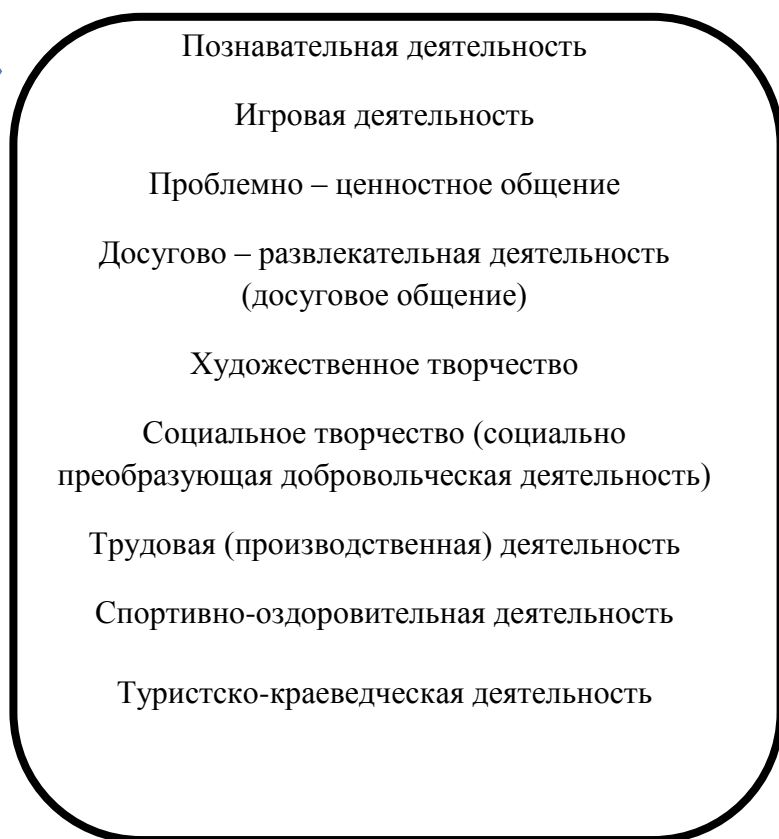 Познавательная деятельность
Игровая деятельность
Проблемно – ценностное общение
Досугово – развлекательная деятельность
(досуговое общение)
Художественное творчество
Социальное творчество (социально
преобразующая добровольческая деятельность)
Трудовая (производственная) деятельность
Спортивно-оздоровительная деятельность
Туристско-краеведческая деятельность